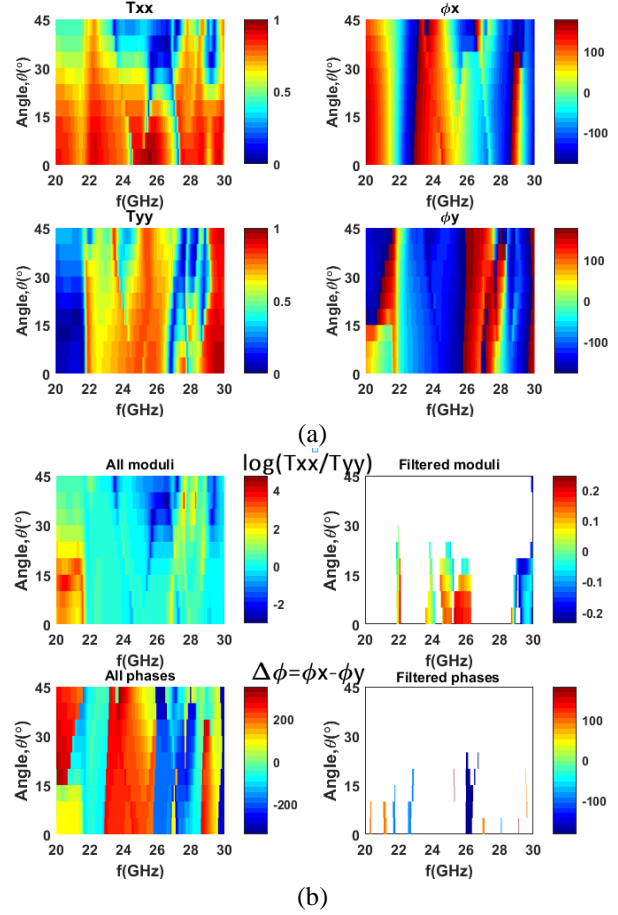 Txx
ϕx
45
30
15
0
Angle,θ(°)
20 22 24 26 28 30
f(GHz)
1
0.5
0
45
30
15
0
Angle,θ(°)
20 22 24 26 28 30
f(GHz)
100
0
-100
Tyy
ϕy
45
30
15
0
Angle,θ(°)
20 22 24 26 28 30
f(GHz)
1
0.5
0
45
30
15
0
Angle,θ(°)
20 22 24 26 28 30
f(GHz)
100
0
-100
(a)
log(Txx/Tyy)
All moduli
Filtered moduli
45
30
15
0
Angle,θ(°)
20 22 24 26 28 30
f(GHz)
4
2
0
-2
45
30
15
0
Angle,θ(°)
20 22 24 26 28 30
f(GHz)
0.2
0.1
0
-0.1
-0.2
Δϕ=ϕx-ϕy
All phases
Filtered phases
45
30
15
0
Angle,θ(°)
20 22 24 26 28 30
f(GHz)
200
0
-200
45
30
15
0
Angle,θ(°)
20 22 24 26 28 30
f(GHz)
100
0
-100
(b)